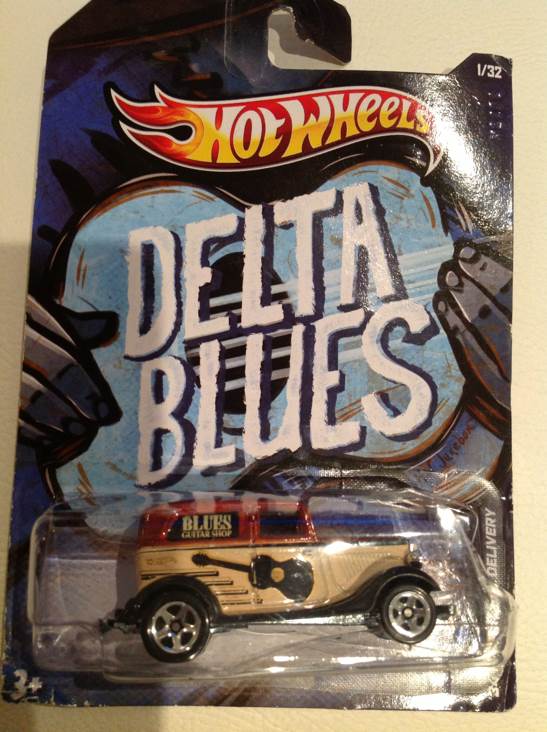 1/32
HOT WHEELS
DELTA
BLUES
DELIVERY
BLUES
GUITAR SHOP
3+